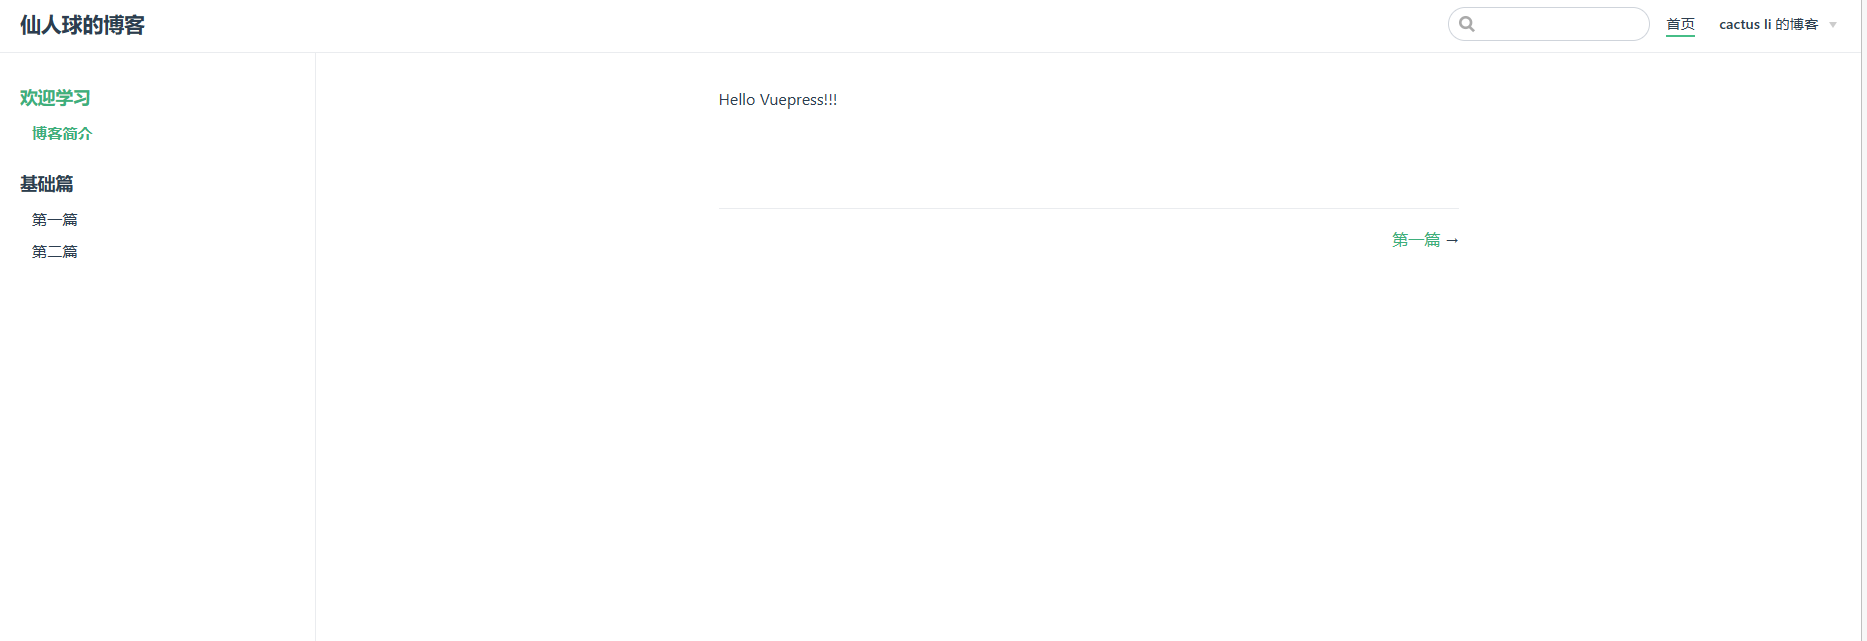 仙人球的博客
首页
cactus li 的博客
欢迎学习
博客简介
基础篇
第一篇
第二篇
Hello Vuepress!!!
第一篇 →